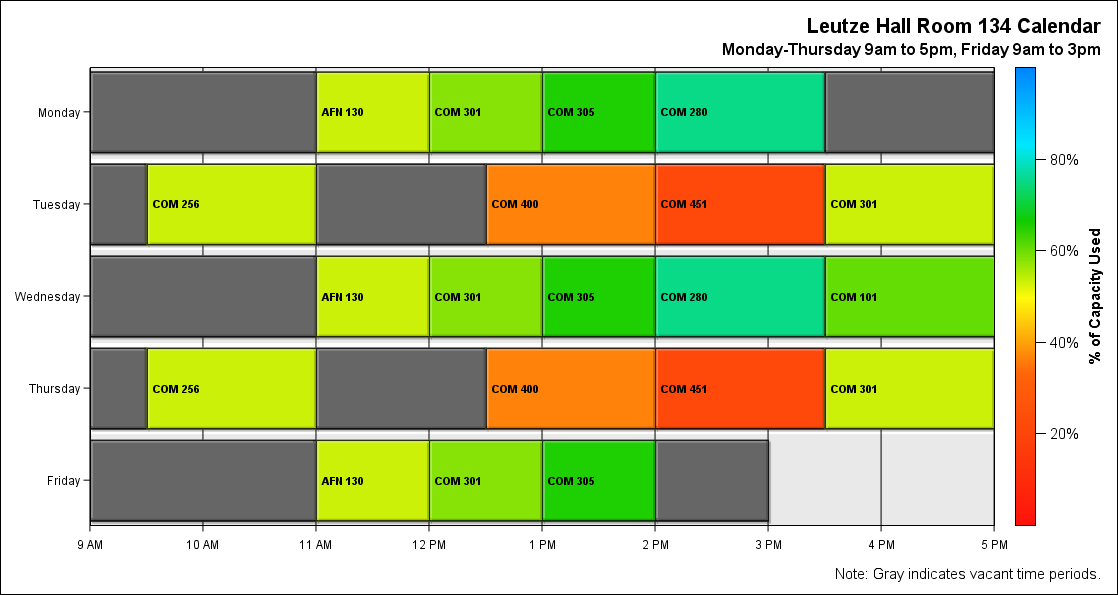 Leutze Hall Room 134 Calendar
Monday-Thursday 9am to 5pm, Friday 9am to 3pm
Monday
AFN 130
COM 301
COM 305
COM 280
Tuesday
COM 256
COM 400
COM 451
COM 301
Wednesday
AFN 130
COM 301
COM 305
COM 280
COM 101
Thursday
COM 256
COM 400
COM 451
COM 301
Friday
AFN 130
COM 301
COM 305
9 AM
10 AM
11 AM
12 PM
1 PM
2 PM
3 PM
4 PM
5 PM
80%
60%
40%
20%
% of Capacity Used
Note: Gray indicates vacant time periods.